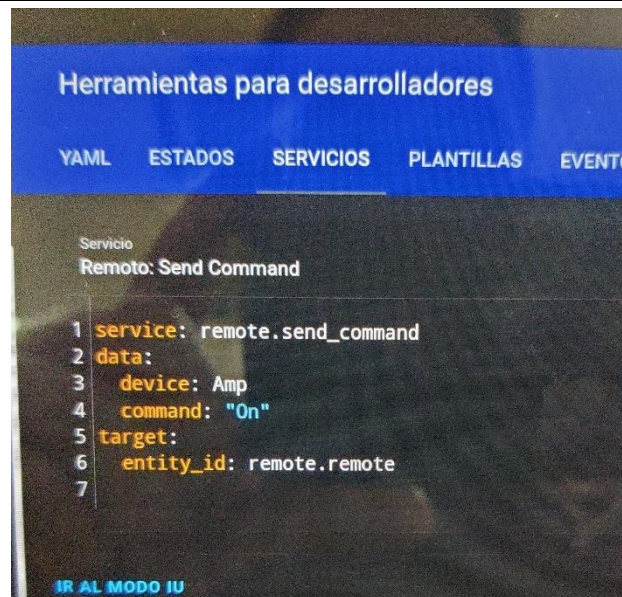 Herramientas para desarrolladores
YAML ESTADOS SERVICIOS PLANTILLAS EVENTO
Servicio
Remoto: Send Command
1 service: remote.send_command
2 data:
3 device: Amp
4 command: "On"
5 target:
6 entity_id: remote.remote
7
IR AL MODO IU